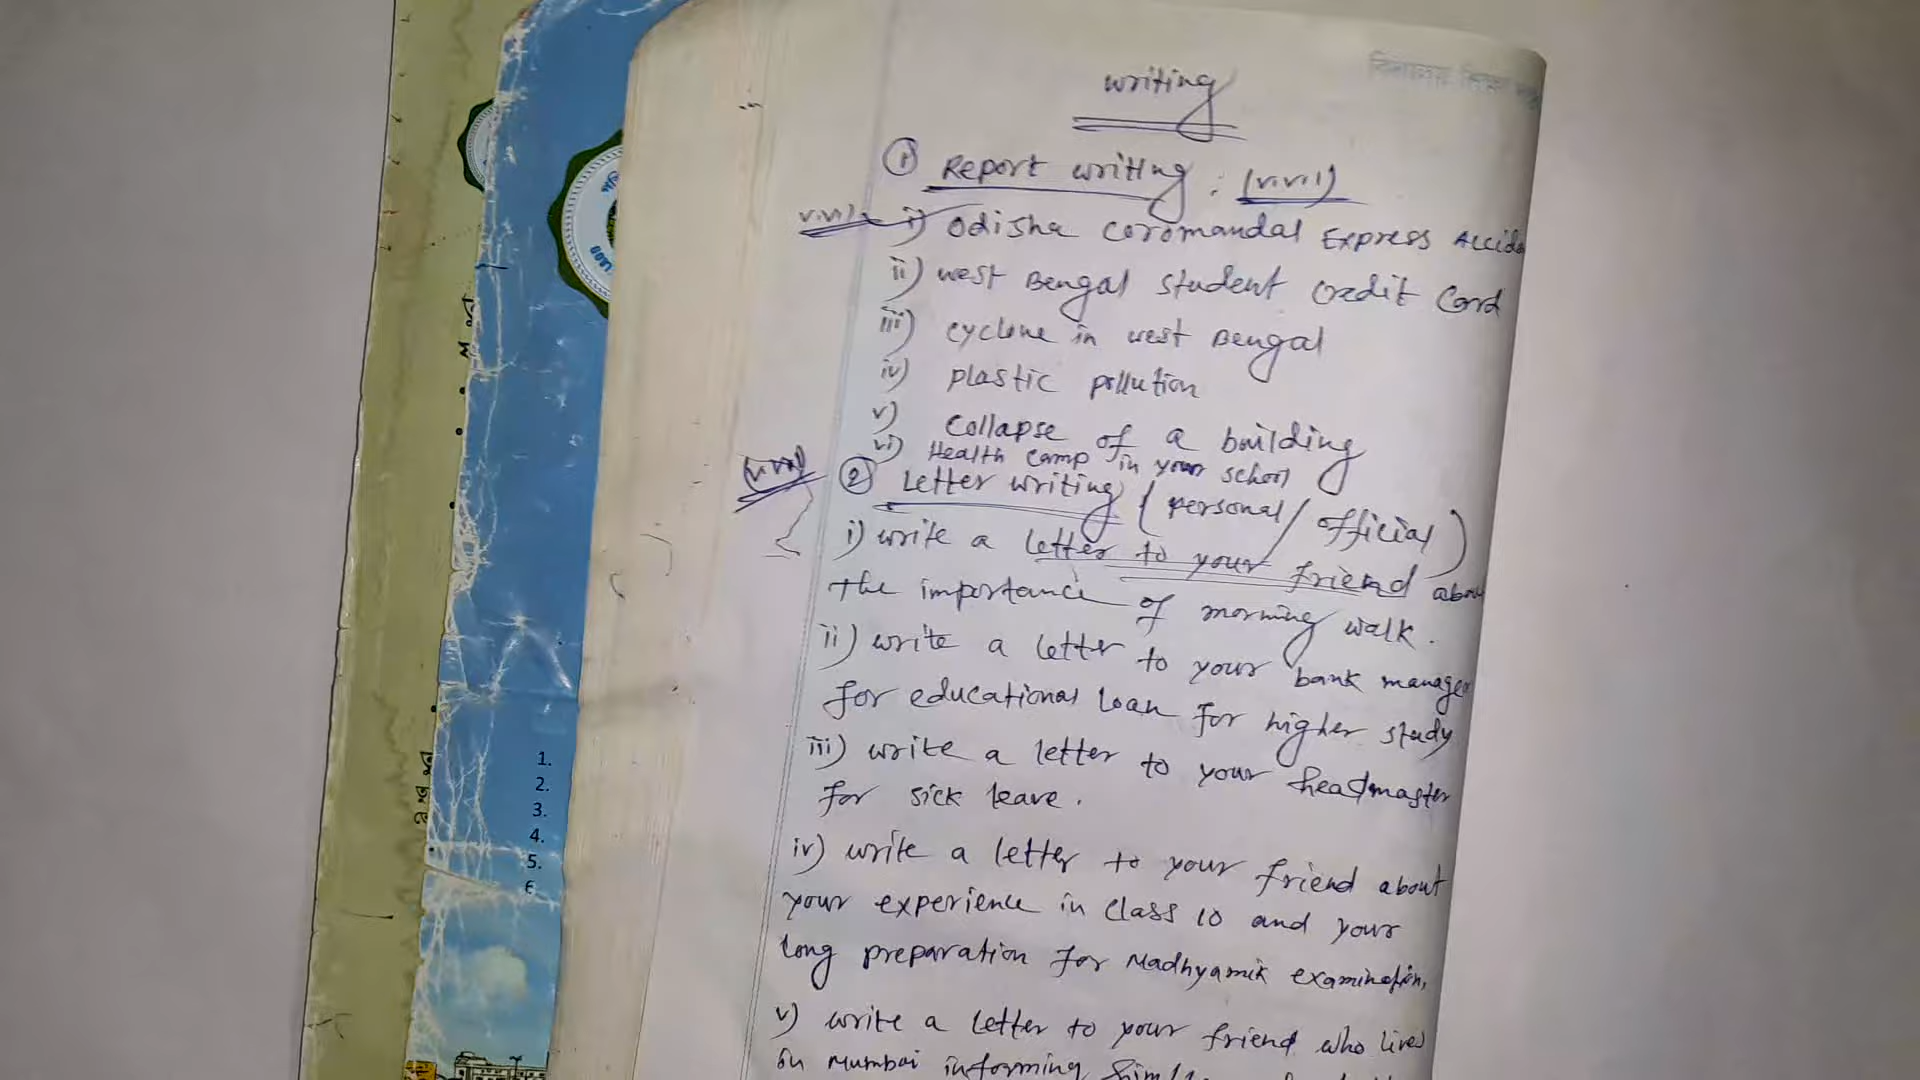 writing
① Report writing : (v.v.i)
v.v.i i) Odisha coromandal Express Accid
ii) west Bengal student credit Card
iii) cyclone in west Bengal
iv) plastic pollution
v) collapse of a building
vi) Health camp in your school
(v.v.i) ② Letter writing (personal/official)
i) write a letter to your friend abou
the importance of morning walk.
ii) write a letter to your bank manager
for educational loan for higher study
iii) write a letter to your headmaster
for sick leave.
iv) write a letter to your friend about
your experience in class 10 and your
long preparation for Madhyamik examination,
v) write a letter to your friend who lives
in Mumbai informing
1.
2.
3.
4.
5.
6.